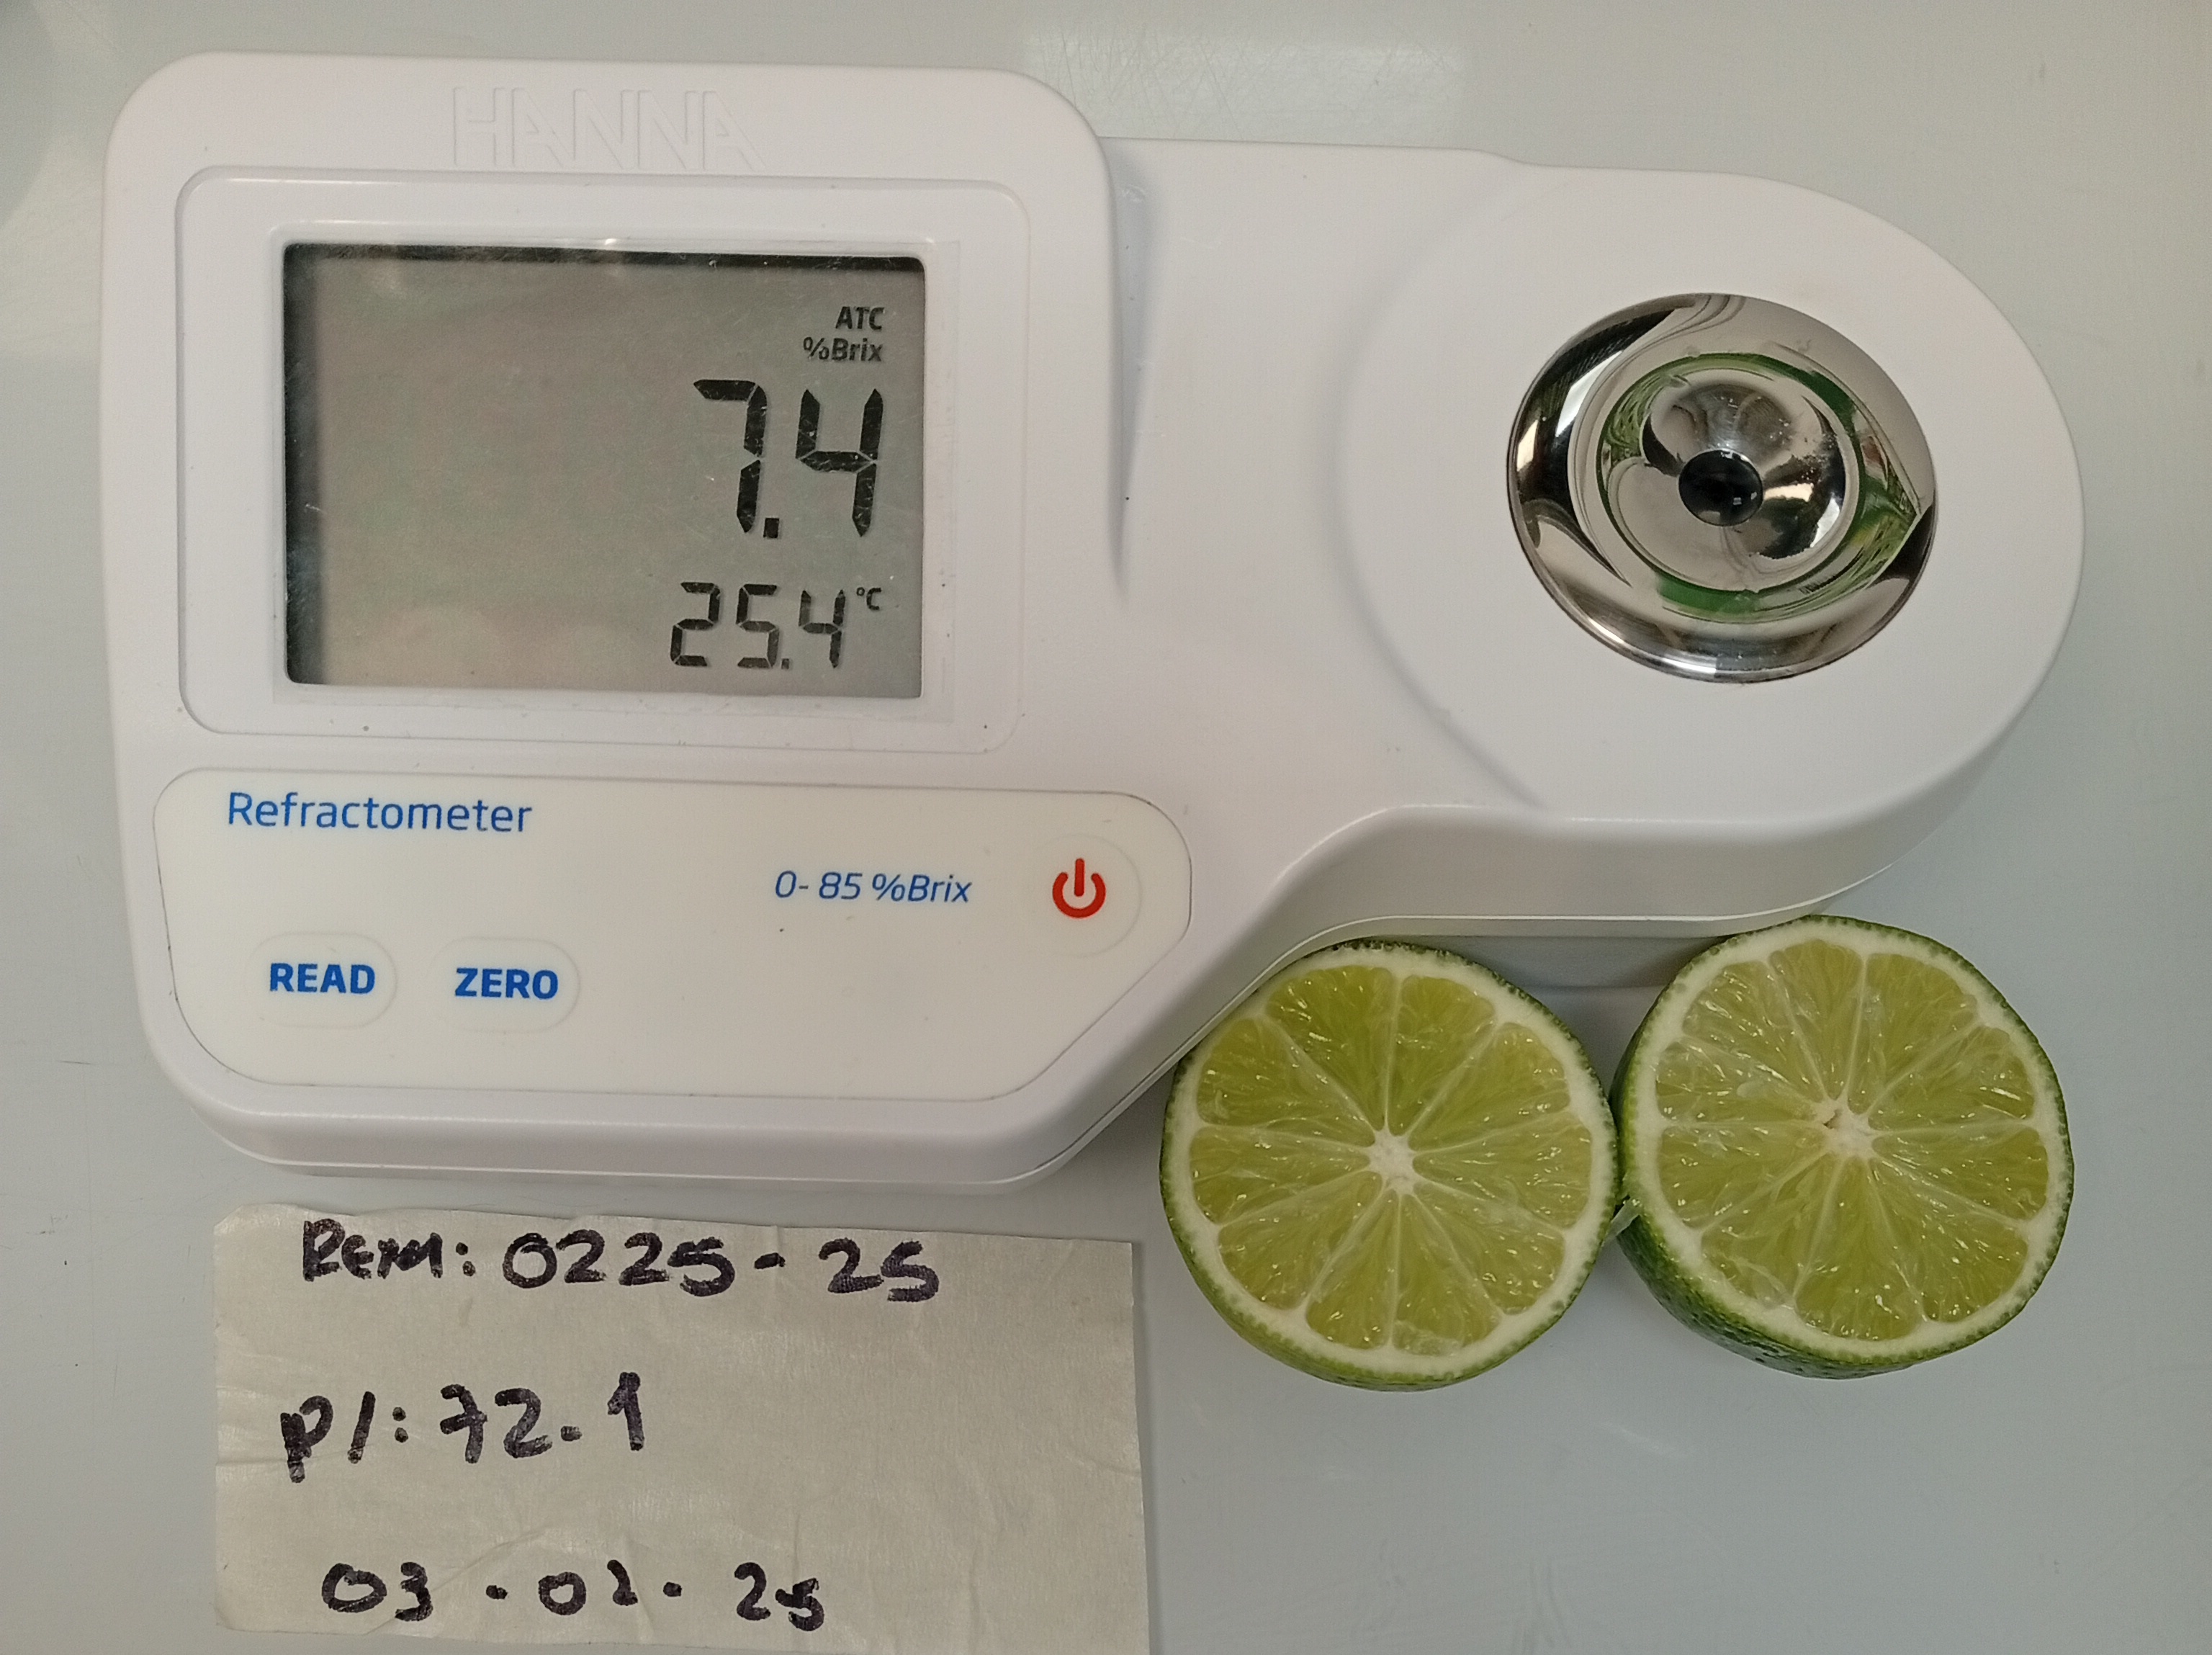 HANNA
ATC
%Brix
7.4
25.4 °C
Refractometer
0- 85 %Brix
READ ZERO
Rem: 0225-25
P/: 72.1
03-02-25